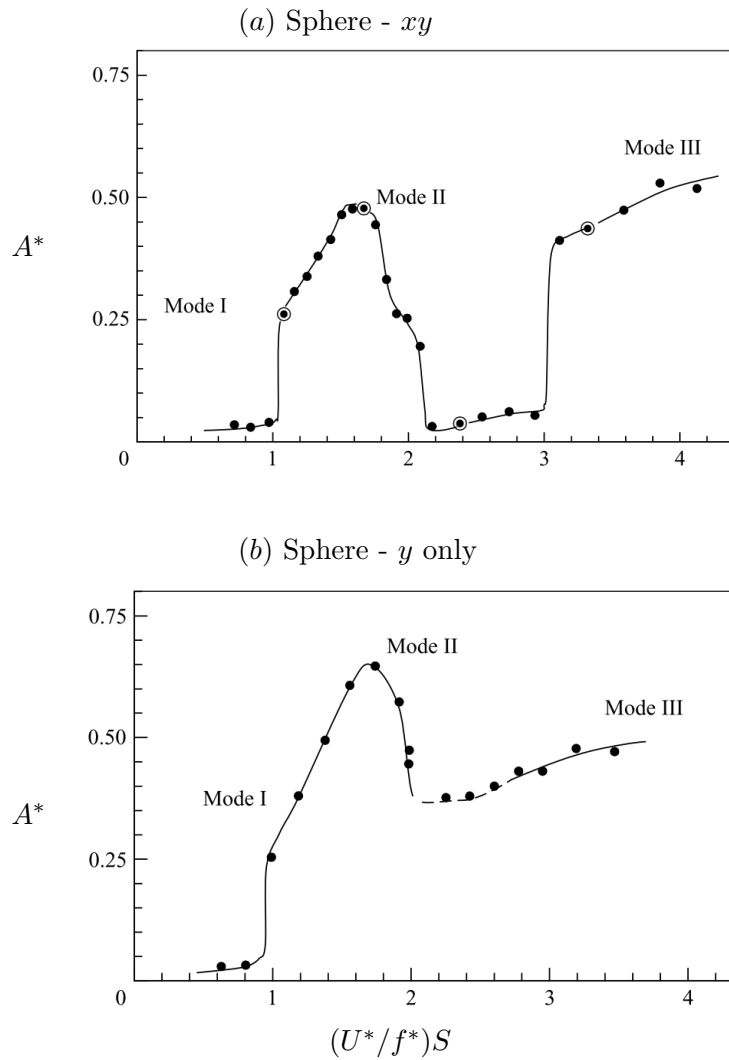 (a) Sphere - xy
0.75
Mode III
0.50
Mode II
A*
Mode I
0.25
0 1 2 3 4
(b) Sphere - y only
0.75
Mode II
0.50
Mode III
Mode I
A*
0.25
0 1 2 3 4
(U*/f*)S